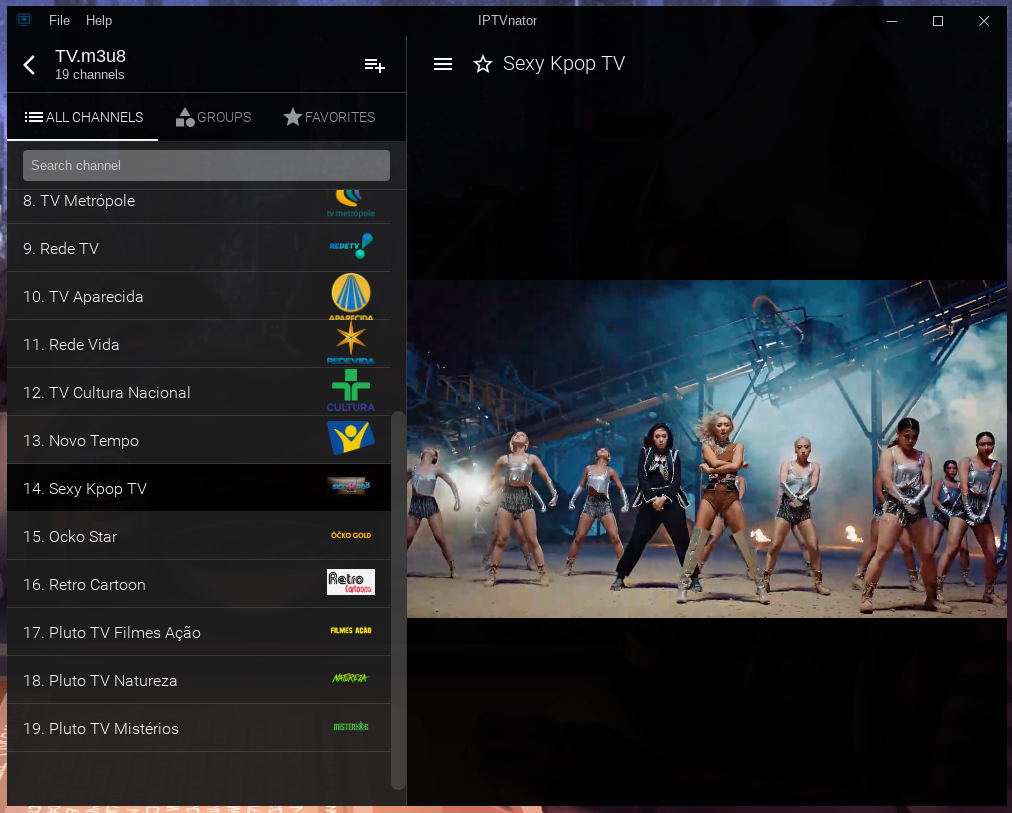 File Help
IPTVnator
TV.m3u8
19 channels
ALL CHANNELS
GROUPS
FAVORITES
Search channel
8. TV Metrópole
tv metrópole
9. Rede TV
REDETV
10. TV Aparecida
APARECIDA
11. Rede Vida
REDEVIDA
12. TV Cultura Nacional
CULTURA
13. Novo Tempo
14. Sexy Kpop TV
15. Ocko Star
ÓČKO GOLD
16. Retro Cartoon
Retro
Cartoons
17. Pluto TV Filmes Ação
FILMES AÇÃO
18. Pluto TV Natureza
NATUREZA
19. Pluto TV Mistérios
MISTÉRIOS
Sexy Kpop TV